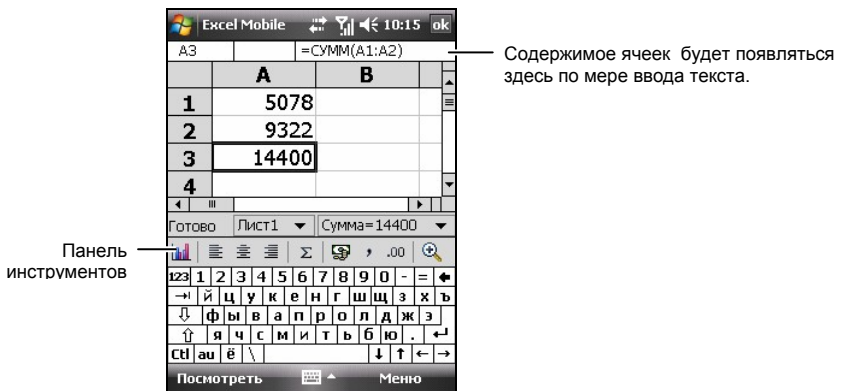 Excel Mobile 10:15 ok
A3 =СУММ(A1:A2)
Содержимое ячеек будет появляться
здесь по мере ввода текста.
A B
1 5078
2 9322
3 14400
4
Готово Лист1 Сумма=14400
Панель
инструментов
Σ , .00
123 1 2 3 4 5 6 7 8 9 0 - =
й ц у к е н г ш щ з х ъ
ф ы в а п р о л д ж э
я ч с м и т ь б ю .
Ctl аü ё \
Посмотреть Меню